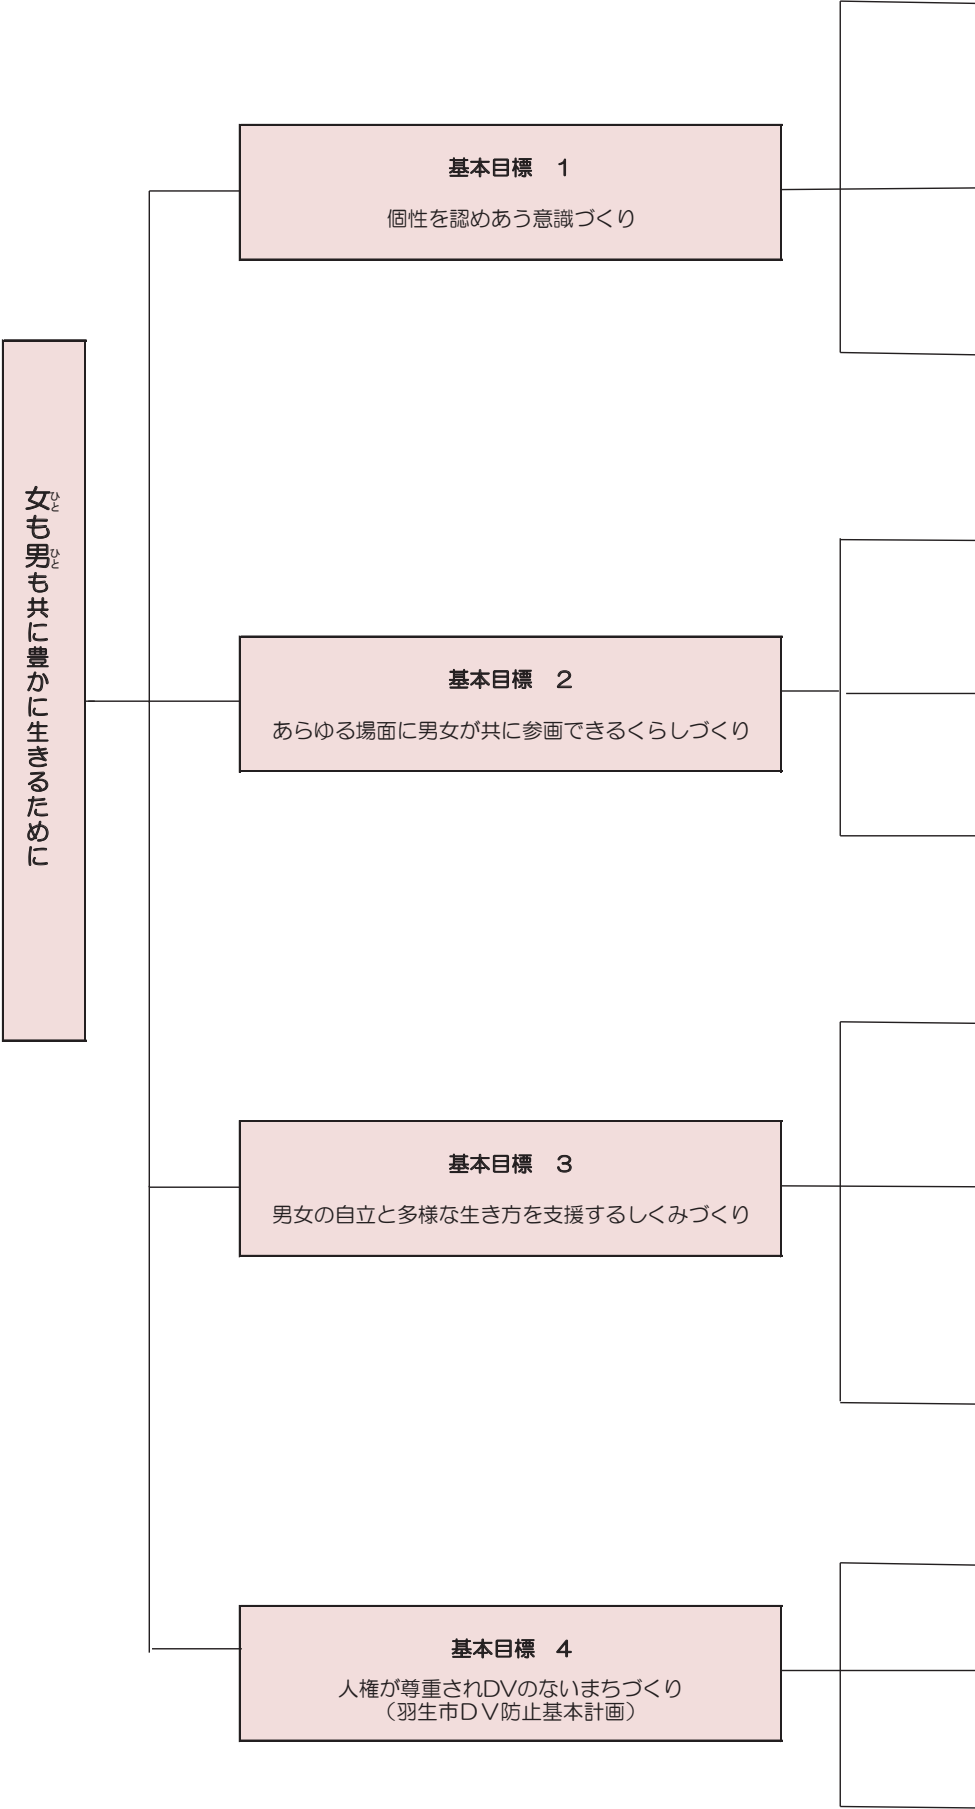 女も男も共に豊かに生きるために
ひと
ひと
基本目標　1
個性を認めあう意識づくり
基本目標　2
あらゆる場面に男女が共に参画できるくらしづくり
基本目標　3
男女の自立と多様な生き方を支援するしくみづくり
基本目標　4
人権が尊重されDVのないまちづくり
（羽生市ＤＶ防止基本計画）